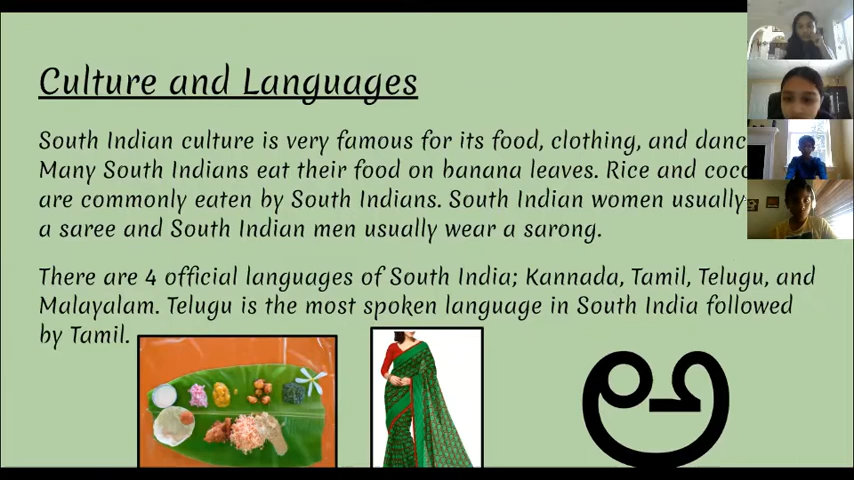 Culture and Languages
South Indian culture is very famous for its food, clothing, and
Many South Indians eat their food on banana leaves. Rice and
are commonly eaten by South Indians. South Indian women usually
a saree and South Indian men usually wear a sarong.
There are 4 official languages of South India; Kannada, Tamil, Telugu, and
Malayalam. Telugu is the most spoken language in South India followed
by Tamil.
ಅ